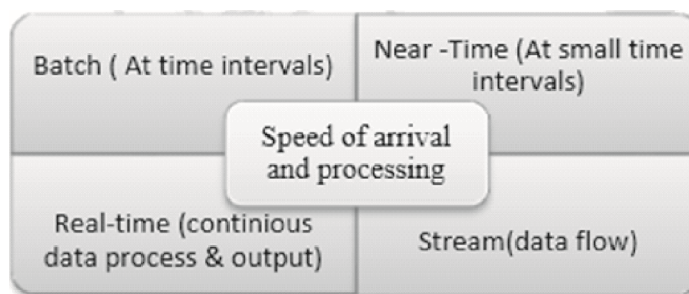 Batch ( At time intervals)
Near -Time (At small time
intervals)
Speed of arrival
and processing
Real-time (continious
data process & output)
Stream(data flow)